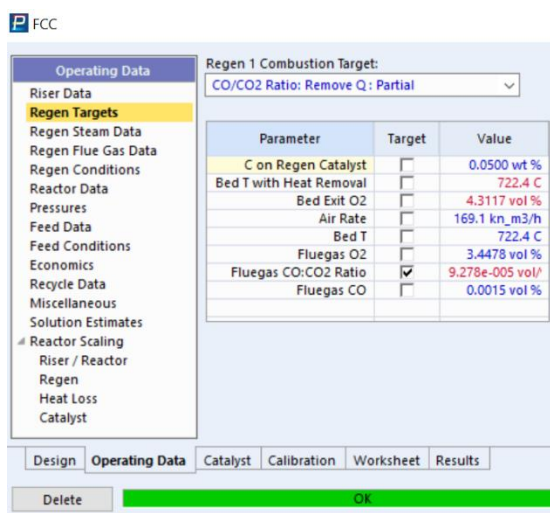 FCC
Operating Data
Riser Data
Regen Targets
Regen Steam Data
Regen Flue Gas Data
Regen Conditions
Reactor Data
Pressures
Feed Data
Feed Conditions
Economics
Recycle Data
Miscellaneous
Solution Estimates
Reactor Scaling
Riser / Reactor
Regen
Heat Loss
Catalyst
Regen 1 Combustion Target:
CO/CO2 Ratio: Remove Q : Partial
Parameter Target Value
C on Regen Catalyst 0.0500 wt %
Bed T with Heat Removal 722.4 C
Bed Exit O2 4.3117 vol %
Air Rate 169.1 kn_m3/h
Bed T 722.4 C
Fluegas O2 3.4478 vol %
Fluegas CO:CO2 Ratio 9.278e-005 vol/
Fluegas CO 0.0015 vol %
Design Operating Data Catalyst Calibration Worksheet Results
Delete OK